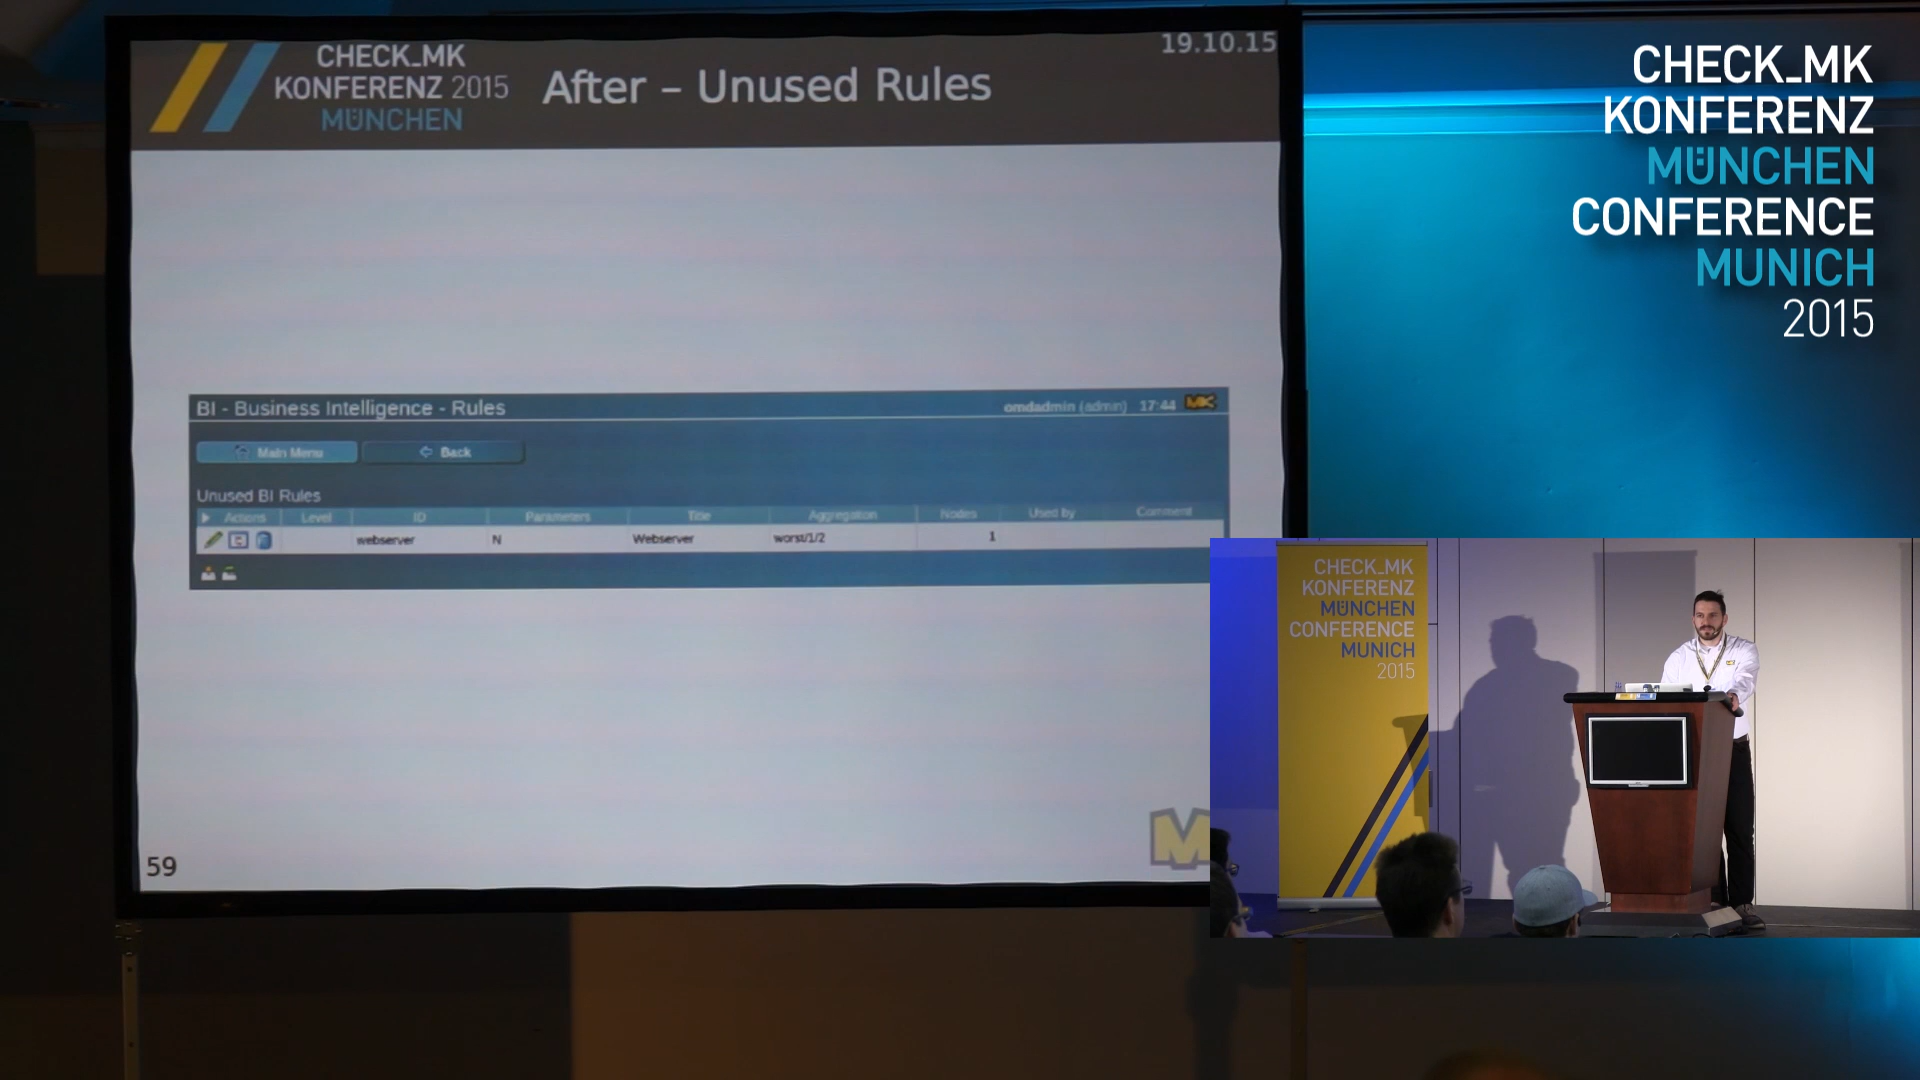 CHECK_MK
KONFERENZ 2015
MÜNCHEN
After – Unused Rules
19.10.15
BI - Business Intelligence - Rules
omdadmin (admin) 17:44
Main Menu
Back
Unused BI Rules
Actions Level ID Parameters Title Aggregation Nodes Used by Comment
webserver N Webserver worst/1/2 1
59
CHECK_MK
KONFERENZ
MÜNCHEN
CONFERENCE
MUNICH
2015
CHECK_MK
KONFERENZ
MÜNCHEN
CONFERENCE
MUNICH
2015